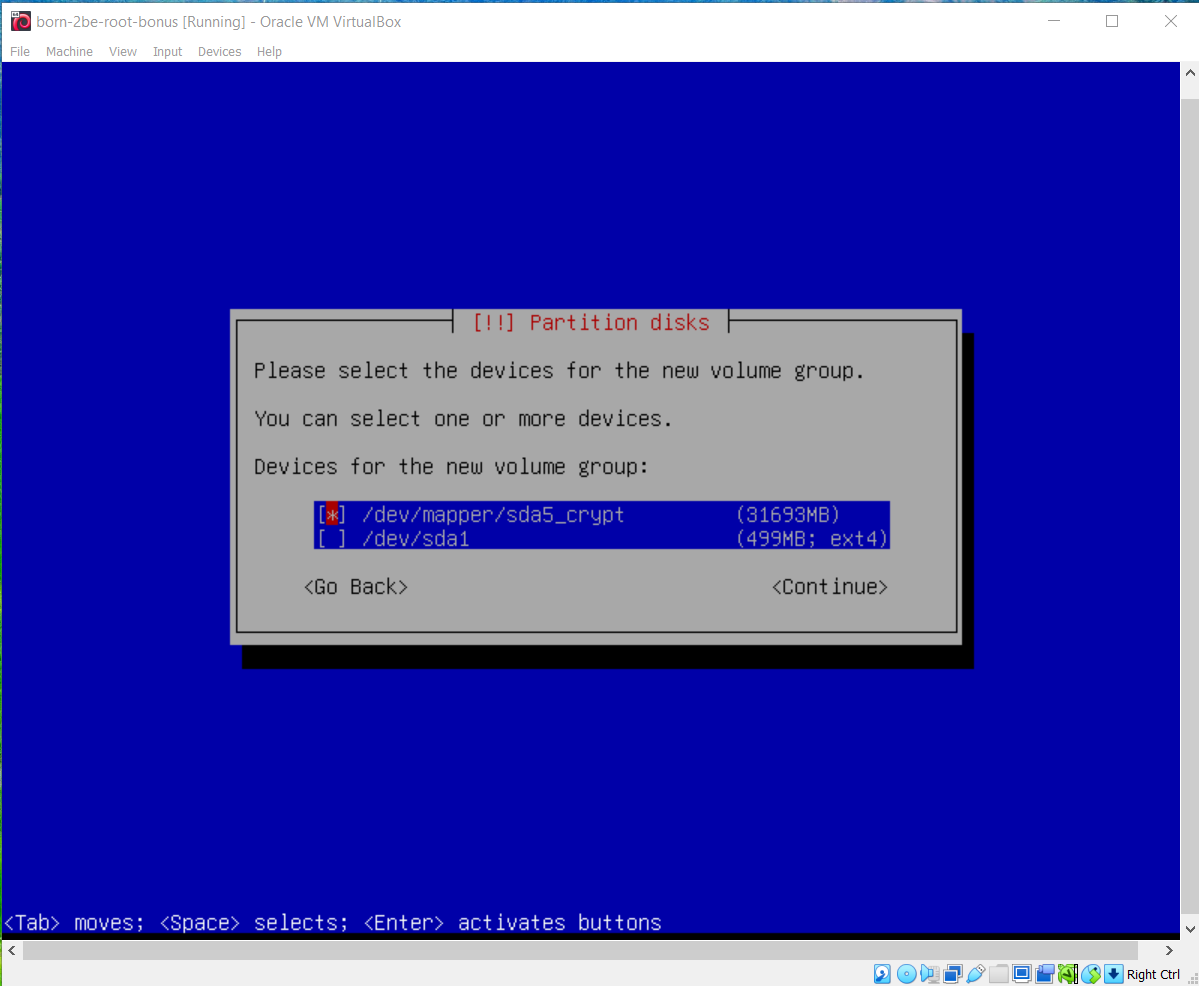 born-2be-root-bonus [Running] - Oracle VM VirtualBox
File Machine View Input Devices Help
[!!] Partition disks
Please select the devices for the new volume group.
You can select one or more devices.
Devices for the new volume group:
[*] /dev/mapper/sda5_crypt (31693MB)
[ ] /dev/sda1 (499MB; ext4)
<Go Back> <Continue>
<Tab> moves; <Space> selects; <Enter> activates buttons
Right Ctrl